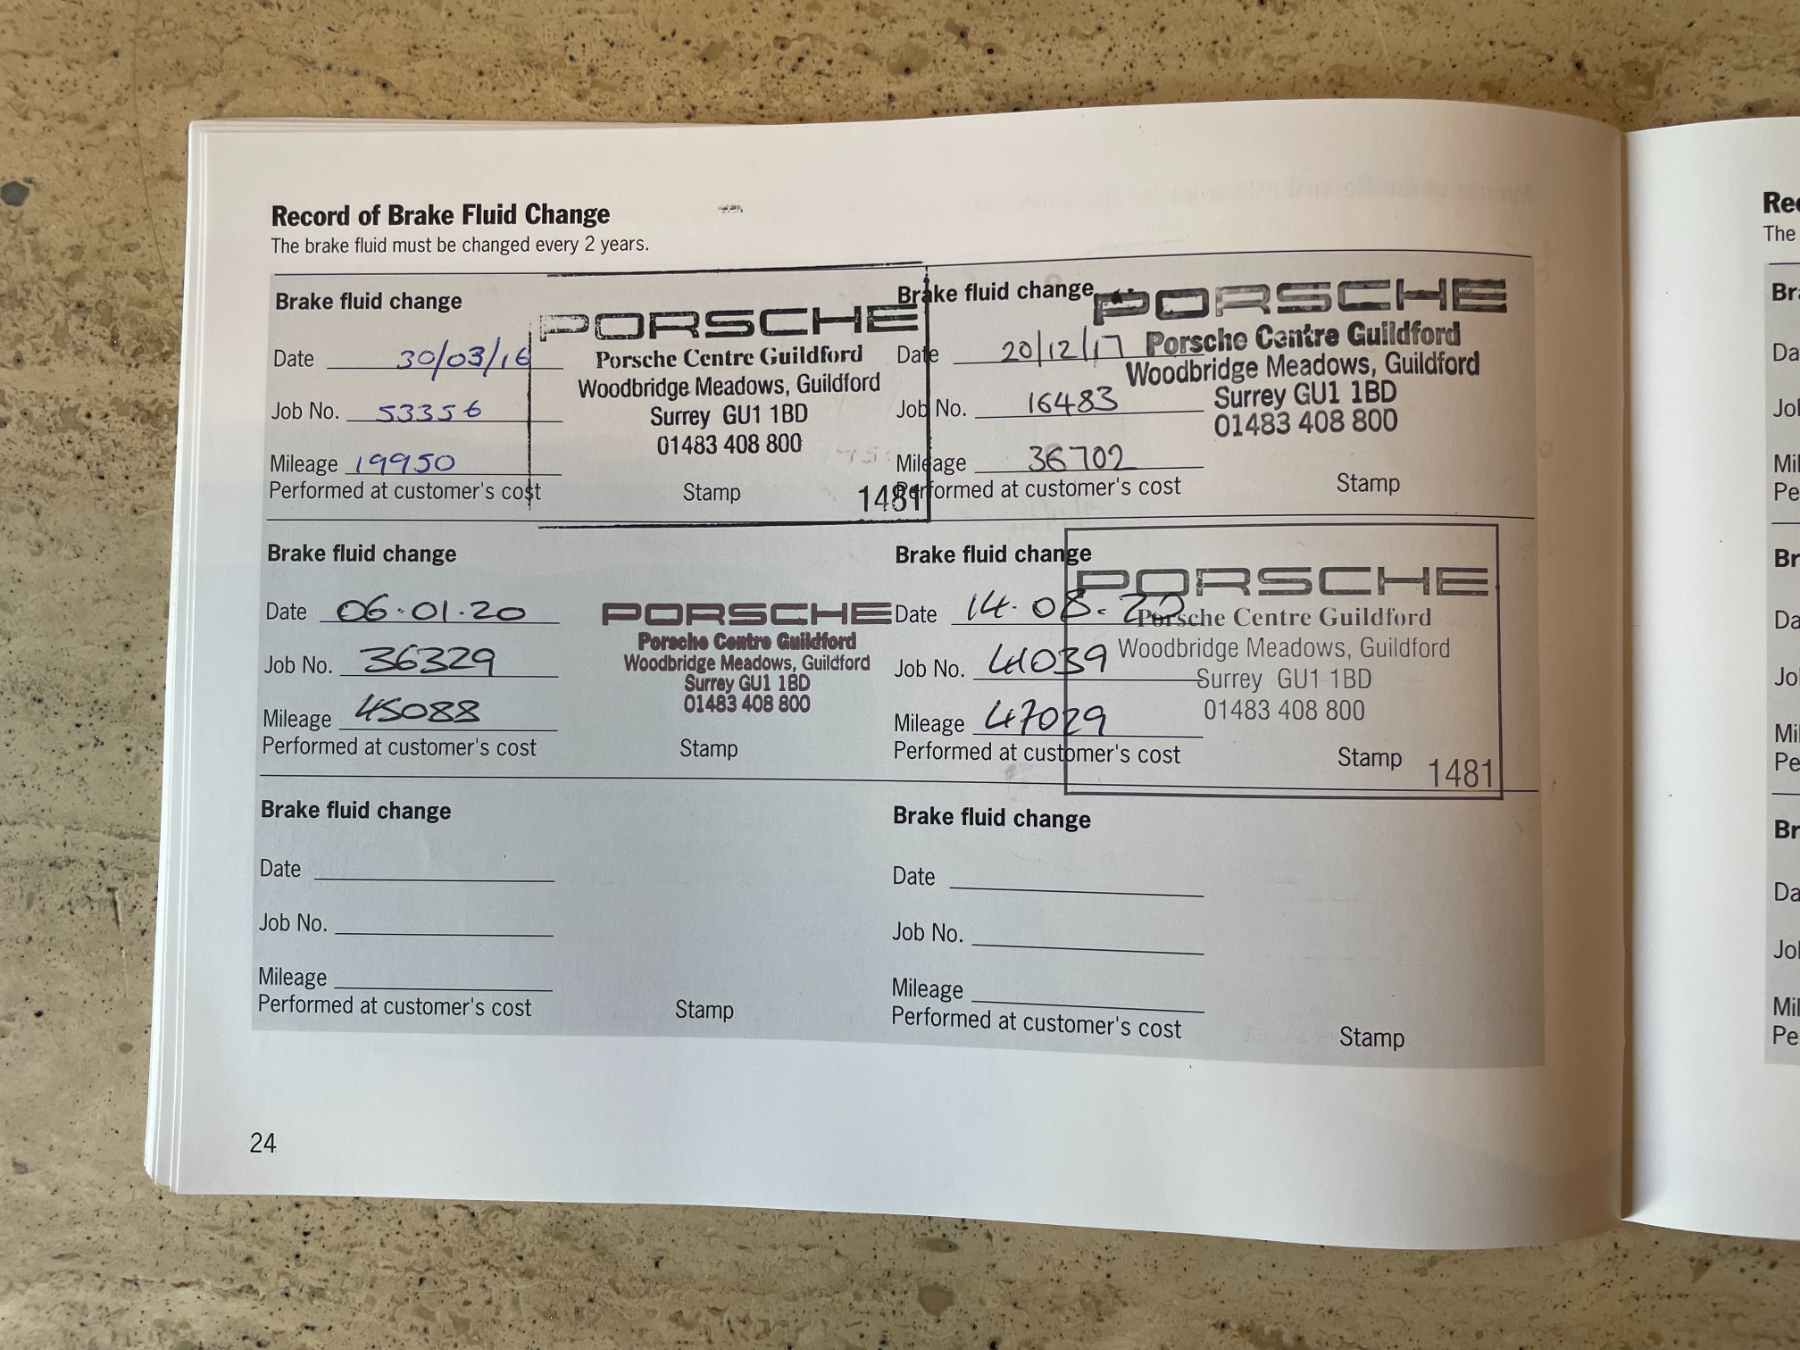 Record of Brake Fluid Change
The brake fluid must be changed every 2 years.
Brake fluid change
Date 30/03/16
Job No. 53356
Mileage 19950
Performed at customer's cost
PORSCHE
Porsche Centre Guildford
Woodbridge Meadows, Guildford
Surrey GU1 1BD
01483 408 800
Stamp
1481
Brake fluid change
Date 20/12/17
Job No. 16483
Mileage 36702
Performed at customer's cost
PORSCHE
Porsche Centre Guildford
Woodbridge Meadows, Guildford
Surrey GU1 1BD
01483 408 800
Stamp
Brake fluid change
Date 06.01.20
Job No. 36329
Mileage 45088
Performed at customer's cost
PORSCHE
Porsche Centre Guildford
Woodbridge Meadows, Guildford
Surrey GU1 1BD
01483 408 800
Stamp
Brake fluid change
Date 14.08.
Job No. 41039
Mileage 47029
Performed at customer's cost
PORSCHE
Porsche Centre Guildford
Woodbridge Meadows, Guildford
Surrey GU1 1BD
01483 408 800
Stamp
1481
Brake fluid change
Date
Job No.
Mileage
Performed at customer's cost
Stamp
Brake fluid change
Date
Job No.
Mileage
Performed at customer's cost
Stamp
24
The